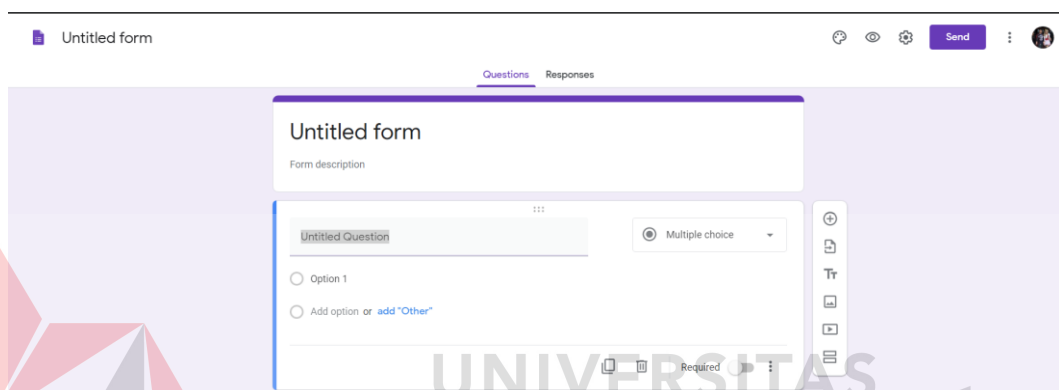 Untitled form
Send
Questions Responses
Untitled form
Form description
Untitled Question
Multiple choice
Option 1
Add option or add "Other"
Required
UNIVERSITAS